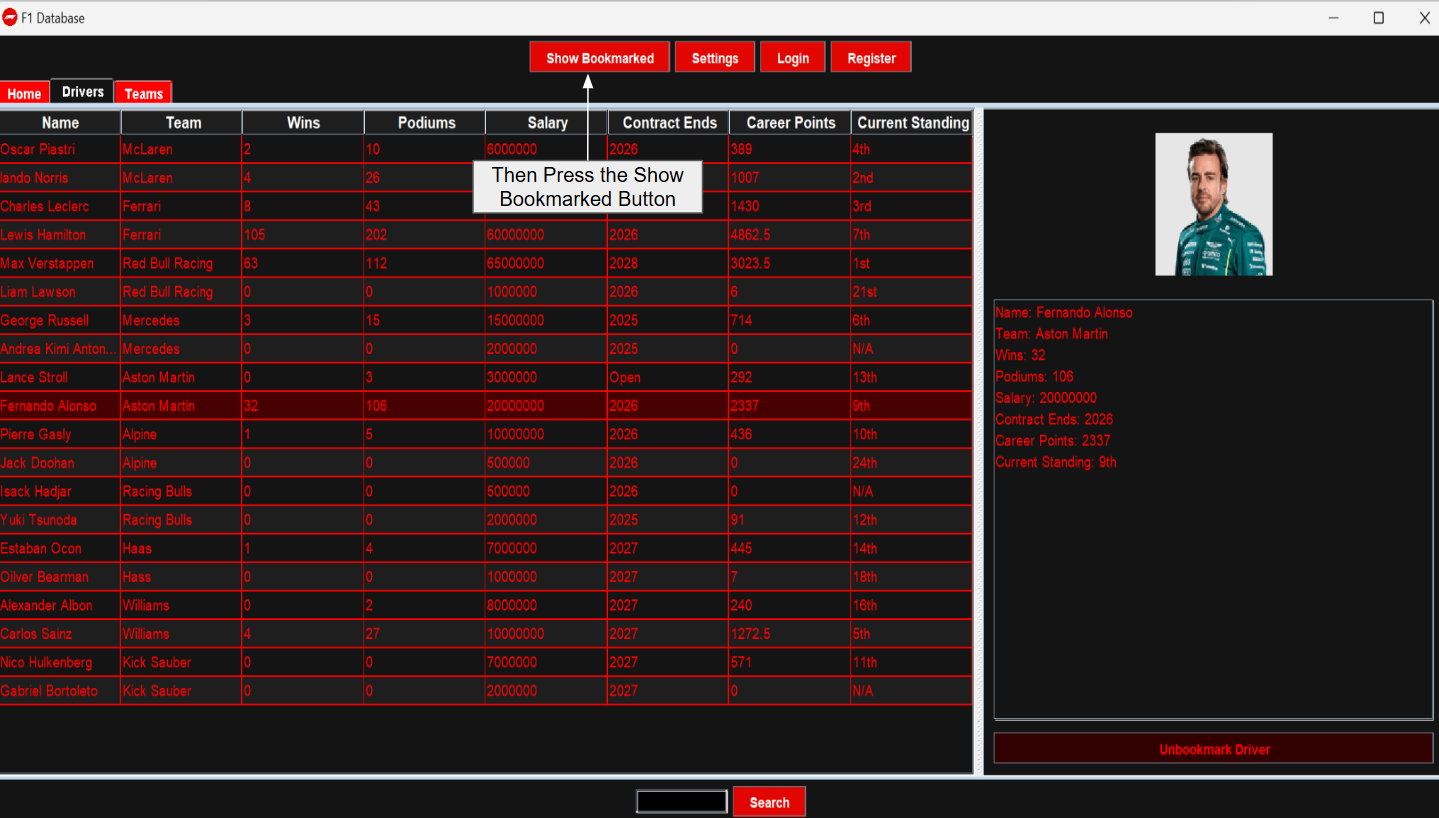 F1 Database
Show Bookmarked Settings Login Register
Home Drivers Teams
Name Team Wins Podiums Salary Contract Ends Career Points Current Standing
Oscar Piastri McLaren 2 10 6000000 2026 389 4th
lando Norris McLaren 4 26 1007 2nd
Charles Leclerc Ferrari 8 43 1430 3rd
Then Press the Show
Bookmarked Button
Lewis Hamilton Ferrari 105 202 60000000 2026 4862.5 7th
Max Verstappen Red Bull Racing 63 112 65000000 2028 3023.5 1st
Liam Lawson Red Bull Racing 0 0 1000000 2026 6 21st
George Russell Mercedes 3 15 15000000 2025 714 6th
Andrea Kimi Anton... Mercedes 0 0 2000000 2025 0 N/A
Lance Stroll Aston Martin 0 3 3000000 Open 292 13th
Fernando Alonso Aston Martin 32 106 20000000 2026 2337 9th
Pierre Gasly Alpine 1 5 10000000 2026 436 10th
Jack Doohan Alpine 0 0 500000 2026 0 24th
Isack Hadjar Racing Bulls 0 0 500000 2026 0 N/A
Yuki Tsunoda Racing Bulls 0 0 2000000 2025 91 12th
Estaban Ocon Haas 1 4 7000000 2027 445 14th
Oilver Bearman Hass 0 0 1000000 2027 7 18th
Alexander Albon Williams 0 2 8000000 2027 240 16th
Carlos Sainz Williams 4 27 10000000 2027 1272.5 5th
Nico Hulkenberg Kick Sauber 0 0 7000000 2027 571 11th
Gabriel Bortoleto Kick Sauber 0 0 2000000 2027 0 N/A
Name: Fernando Alonso
Team: Aston Martin
Wins: 32
Podiums: 106
Salary: 20000000
Contract Ends: 2026
Career Points: 2337
Current Standing: 9th
Unbookmark Driver
Search